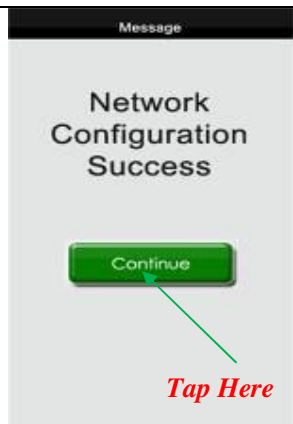 Message
Network
Configuration
Success
Continue
Tap Here